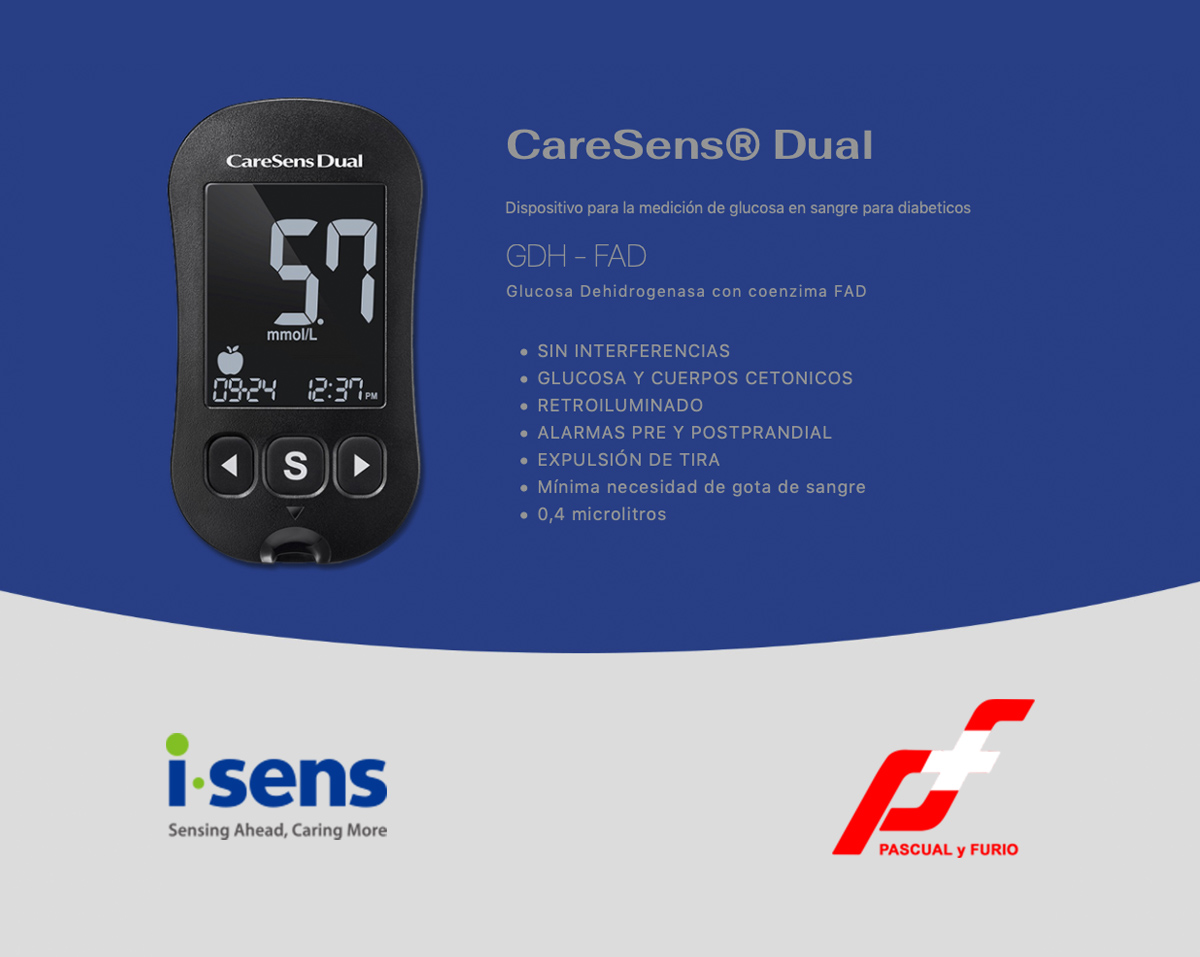 CareSens Dual
5.7
mmol/L
09-24 12:37 PM
S
CareSens® Dual
Dispositivo para la medición de glucosa en sangre para diabeticos
GDH - FAD
Glucosa Dehidrogenasa con coenzima FAD
• SIN INTERFERENCIAS
• GLUCOSA Y CUERPOS CETONICOS
• RETROILUMINADO
• ALARMAS PRE Y POSTPRANDIAL
• EXPULSIÓN DE TIRA
• Mínima necesidad de gota de sangre
• 0,4 microlitros
i·sens
Sensing Ahead, Caring More
PASCUAL y FURIO